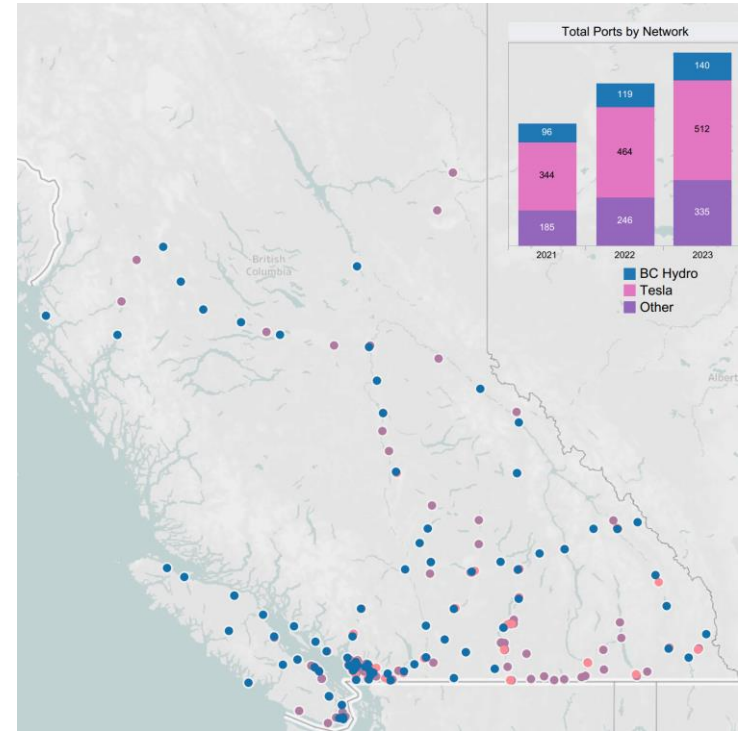 Total Ports by Network
140
119
512
96
464
344
335
246
185
2021 2022 2023
BC Hydro
Tesla
Other
British
Columbia
Albert